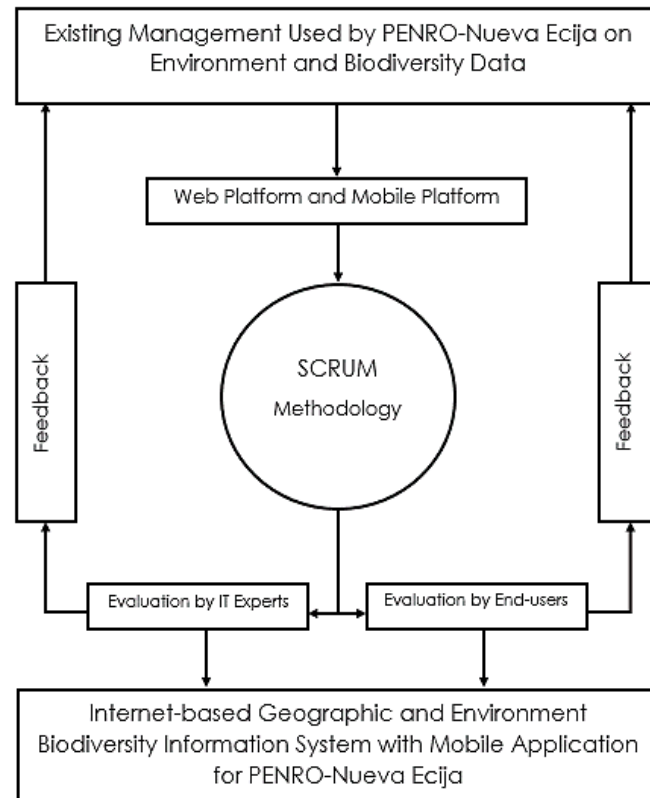 Existing Management Used by PENRO-Nueva Ecija on
Environment and Biodiversity Data
Web Platform and Mobile Platform
SCRUM
Methodology
Feedback
Feedback
Evaluation by IT Experts
Evaluation by End-users
Internet-based Geographic and Environment
Biodiversity Information System with Mobile Application
for PENRO-Nueva Ecija